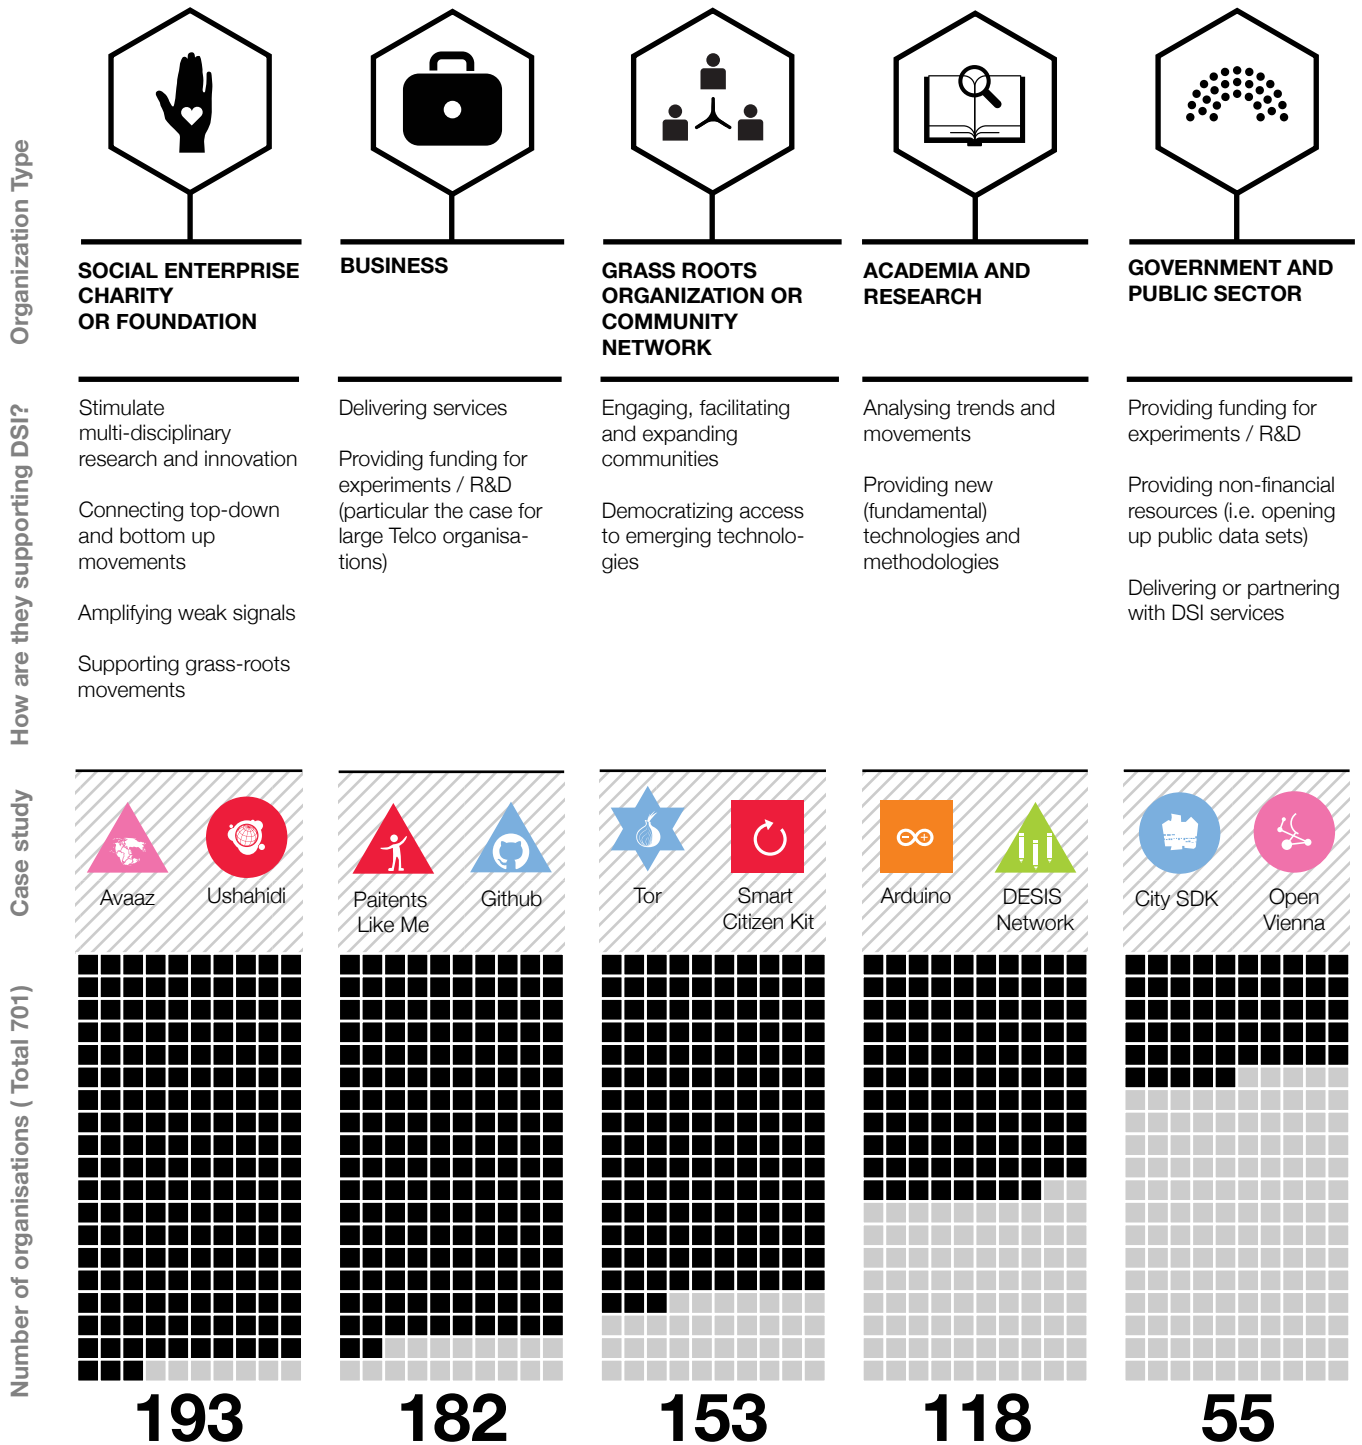 Organization Type
SOCIAL ENTERPRISE
CHARITY
OR FOUNDATION
BUSINESS
GRASS ROOTS
ORGANIZATION OR
COMMUNITY
NETWORK
ACADEMIA AND
RESEARCH
GOVERNMENT AND
PUBLIC SECTOR
How are they supporting DSI?
Stimulate
multi-disciplinary
research and innovation
Connecting top-down
and bottom up
movements
Amplifying weak signals
Supporting grass-roots
movements
Delivering services
Providing funding for
experiments / R&D
(particular the case for
large Telco organisa-
tions)
Engaging, facilitating
and expanding
communities
Democratizing access
to emerging technolo-
gies
Analysing trends and
movements
Providing new
(fundamental)
technologies and
methodologies
Providing funding for
experiments / R&D
Providing non-financial
resources (i.e. opening
up public data sets)
Delivering or partnering
with DSI services
Case study
Avaaz
Ushahidi
Paitents
Like Me
Github
Tor
Smart
Citizen Kit
Arduino
DESIS
Network
City SDK
Open
Vienna
Number of organisations ( Total 701)
193
182
153
118
55